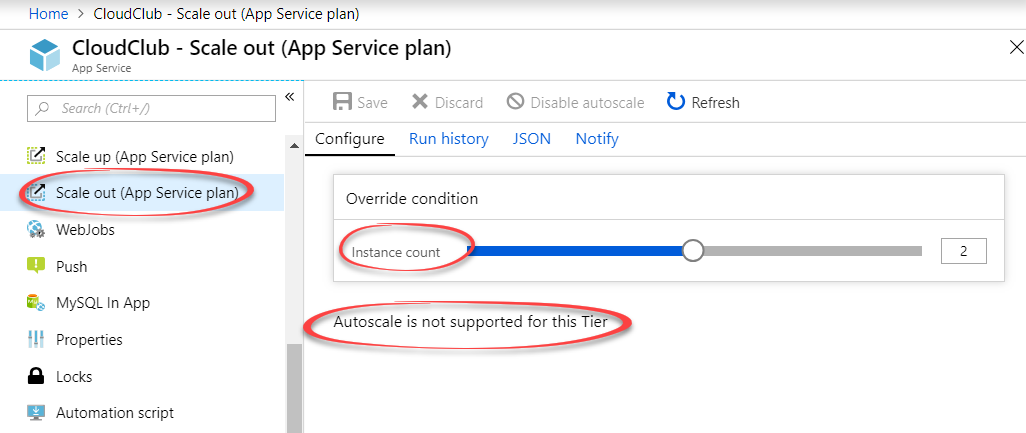 Home > CloudClub - Scale out (App Service plan)
CloudClub - Scale out (App Service plan)
App Service
Search (Ctrl+/)
«
Scale up (App Service plan)
Scale out (App Service plan)
WebJobs
Push
MySQL In App
Properties
Locks
Automation script
Save Discard Disable autoscale Refresh
Configure Run history JSON Notify
Override condition
Instance count 2
Autoscale is not supported for this Tier